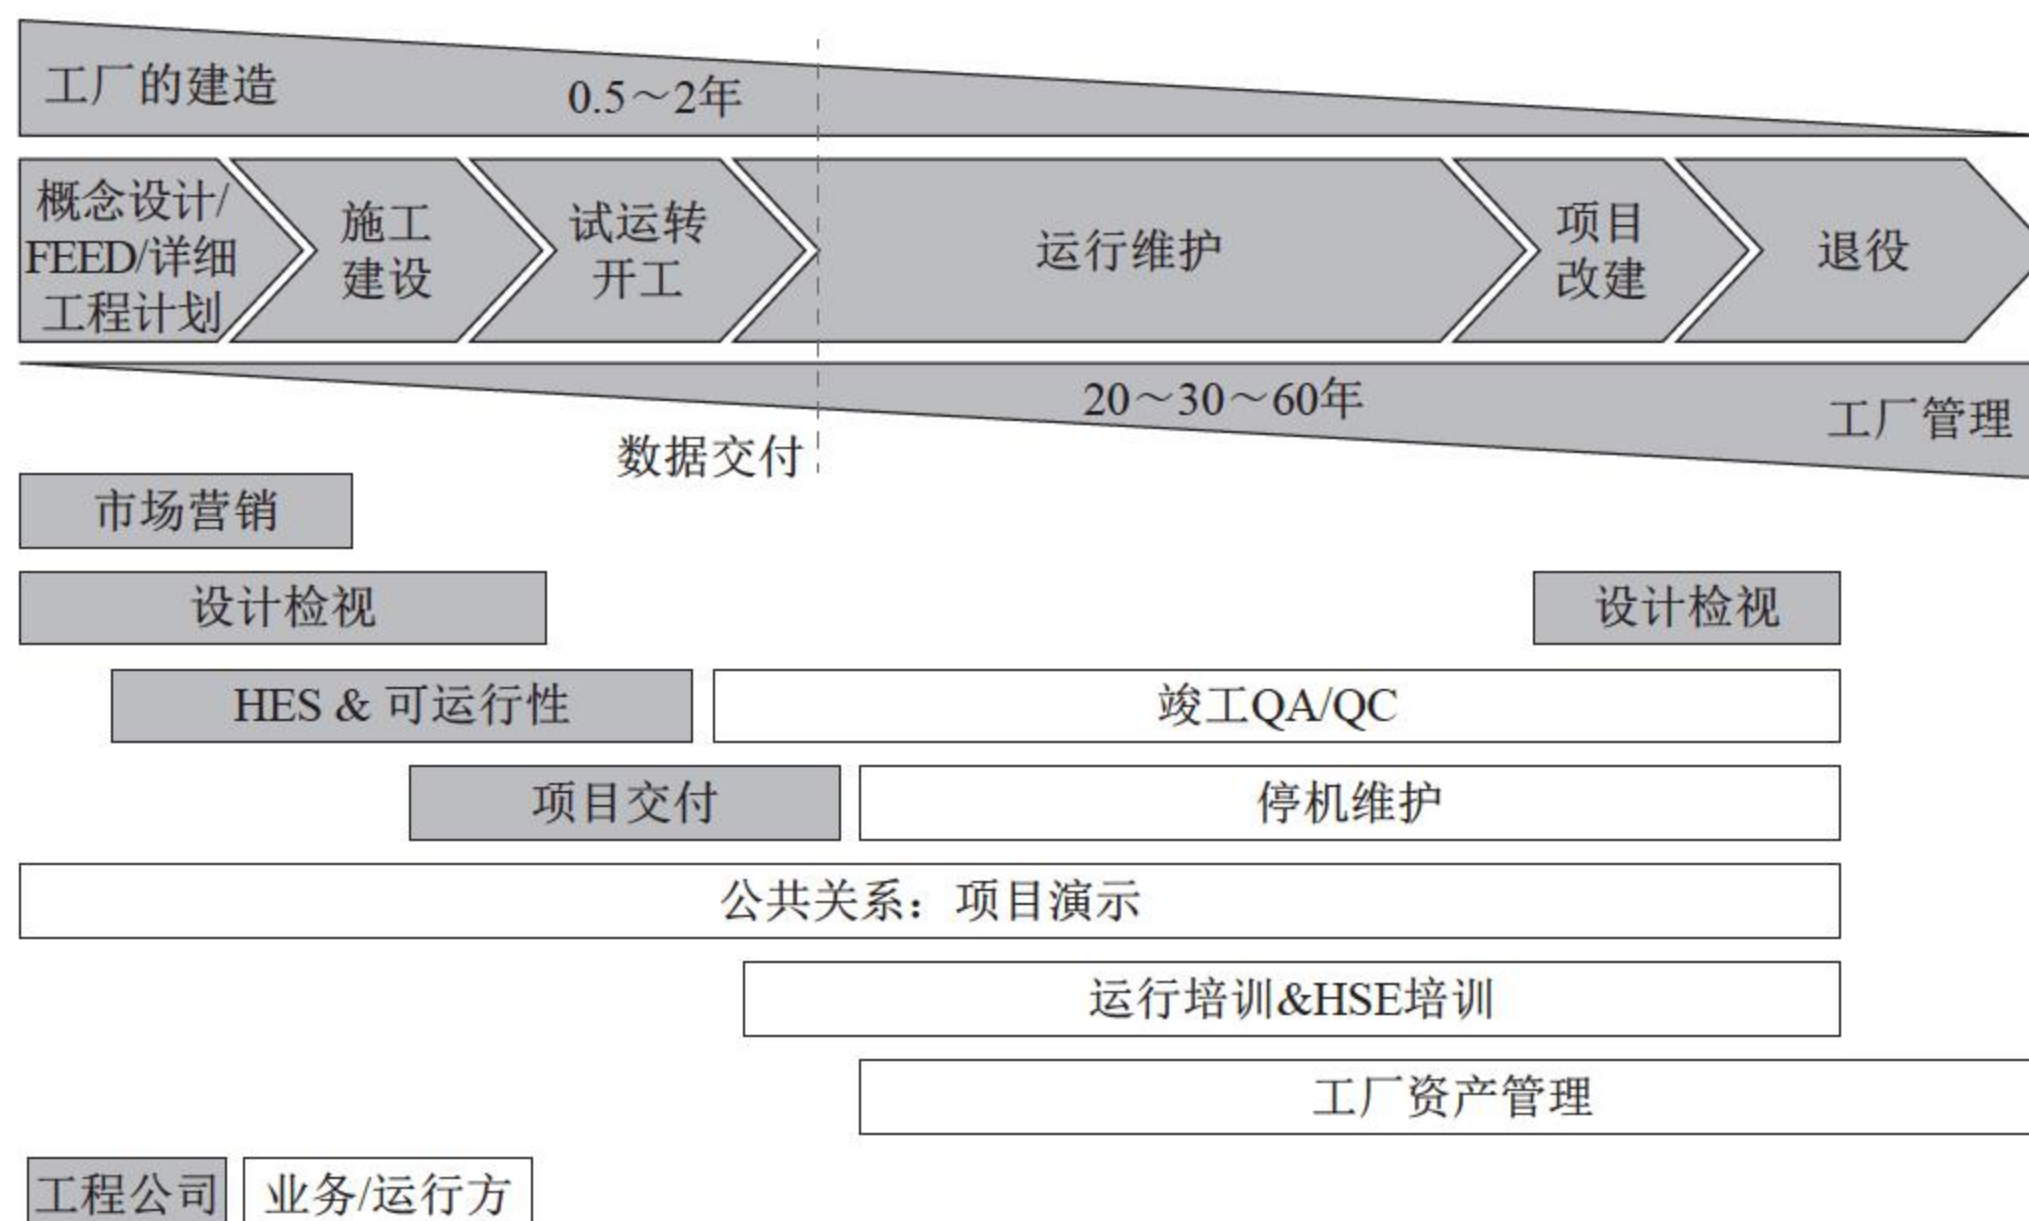 工厂的建造
0.5～2年
概念设计/
FEED/详细
工程计划
施工
建设
试运转
开工
运行维护
项目
改建
退役
20～30～60年
工厂管理
数据交付
市场营销
设计检视
设计检视
HES & 可运行性
竣工QA/QC
项目交付
停机维护
公共关系：项目演示
运行培训&HSE培训
工厂资产管理
工程公司
业务/运行方